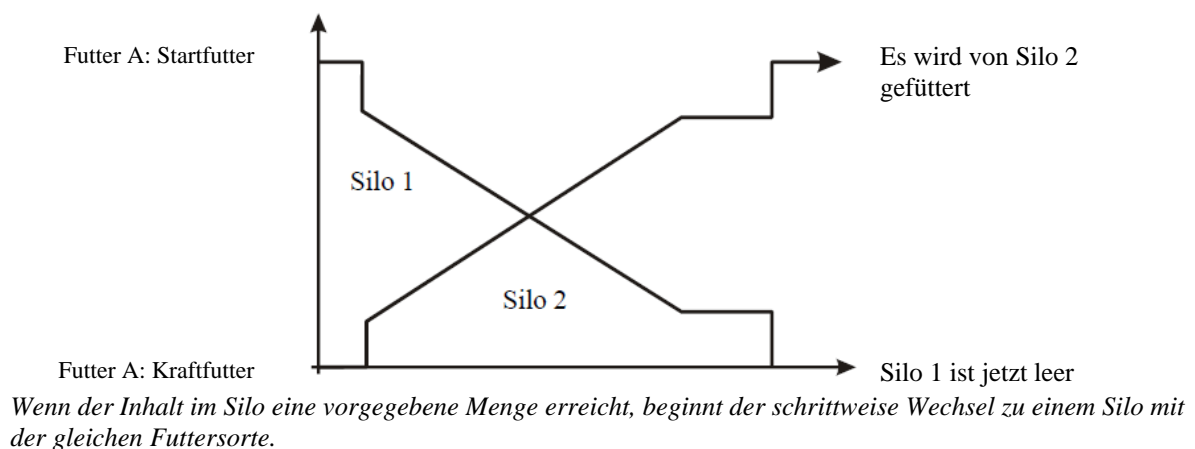 Futter A: Startfutter
Es wird von Silo 2
gefüttert
Silo 1
Silo 2
Futter A: Kraftfutter
Silo 1 ist jetzt leer
Wenn der Inhalt im Silo eine vorgegebene Menge erreicht, beginnt der schrittweise Wechsel zu einem Silo mit
der gleichen Futtersorte.